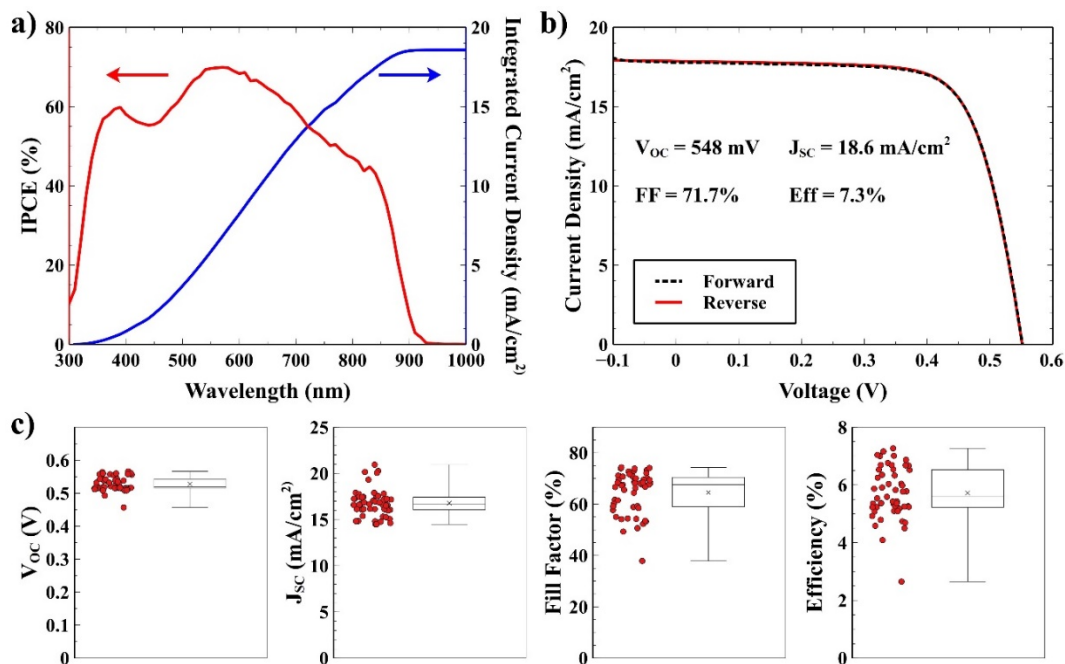 a)
80
60
40
20
0
IPCE (%)
300 400 500 600 700 800 900 1000
Wavelength (nm)
20
15
10
5
0
Integrated Current Density (mA/cm²)
b)
20
15
10
5
0
Current Density (mA/cm²)
V_OC = 548 mV J_SC = 18.6 mA/cm²
FF = 71.7% Eff = 7.3%
Forward
Reverse
−0.1 0 0.1 0.2 0.3 0.4 0.5 0.6
Voltage (V)
c)
0.6
0.5
0.4
0.3
0.2
0.1
0
V_OC (V)
25
20
15
10
5
0
J_SC (mA/cm²)
80
60
40
20
0
Fill Factor (%)
8
6
4
2
0
Efficiency (%)